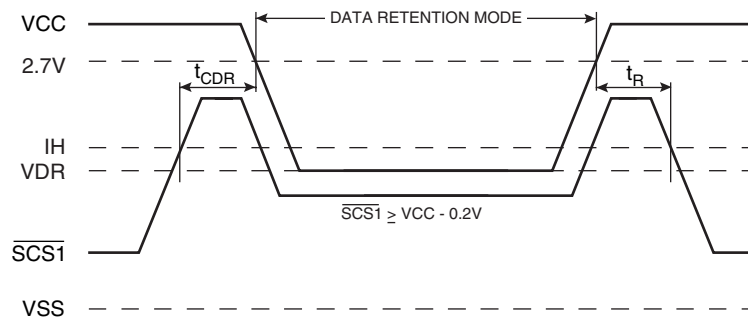 VCC
DATA RETENTION MODE
2.7V
tCDR
tR
IH
VDR
SCS1 ≥ VCC - 0.2V
SCS1
VSS